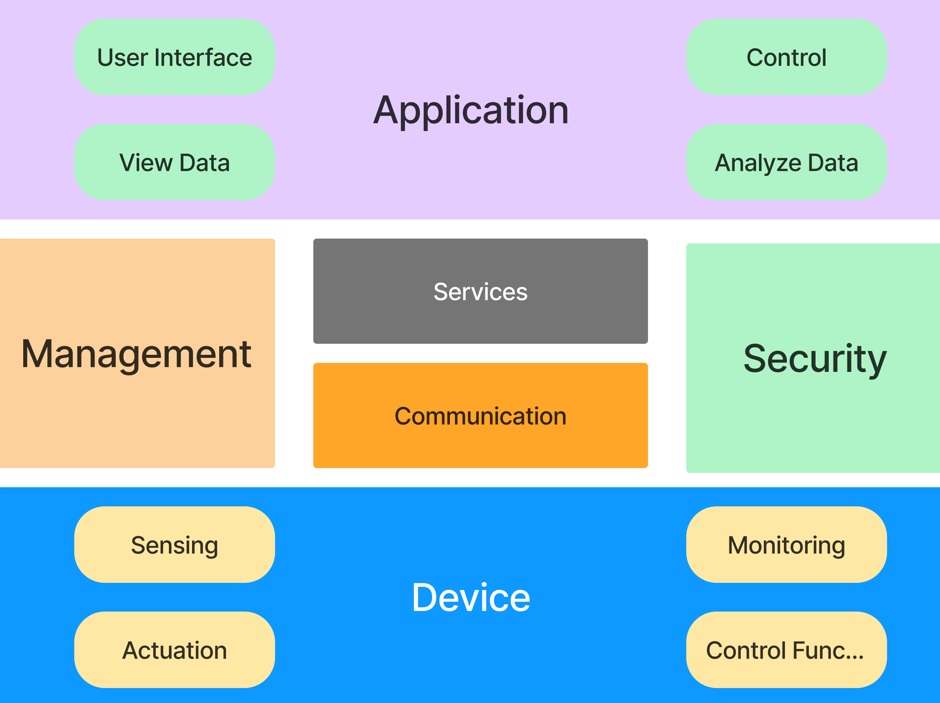 User Interface
Control
Application
View Data
Analyze Data
Services
Management
Security
Communication
Sensing
Monitoring
Device
Actuation
Control Func...